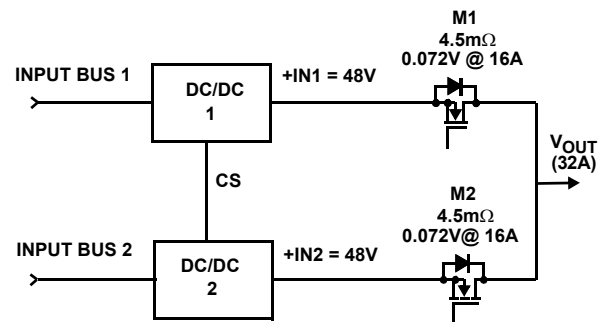 M1
4.5mΩ
0.072V @ 16A
INPUT BUS 1
DC/DC
1
+IN1 = 48V
VOUT
(32A)
CS
M2
4.5mΩ
0.072V@ 16A
INPUT BUS 2
DC/DC
2
+IN2 = 48V